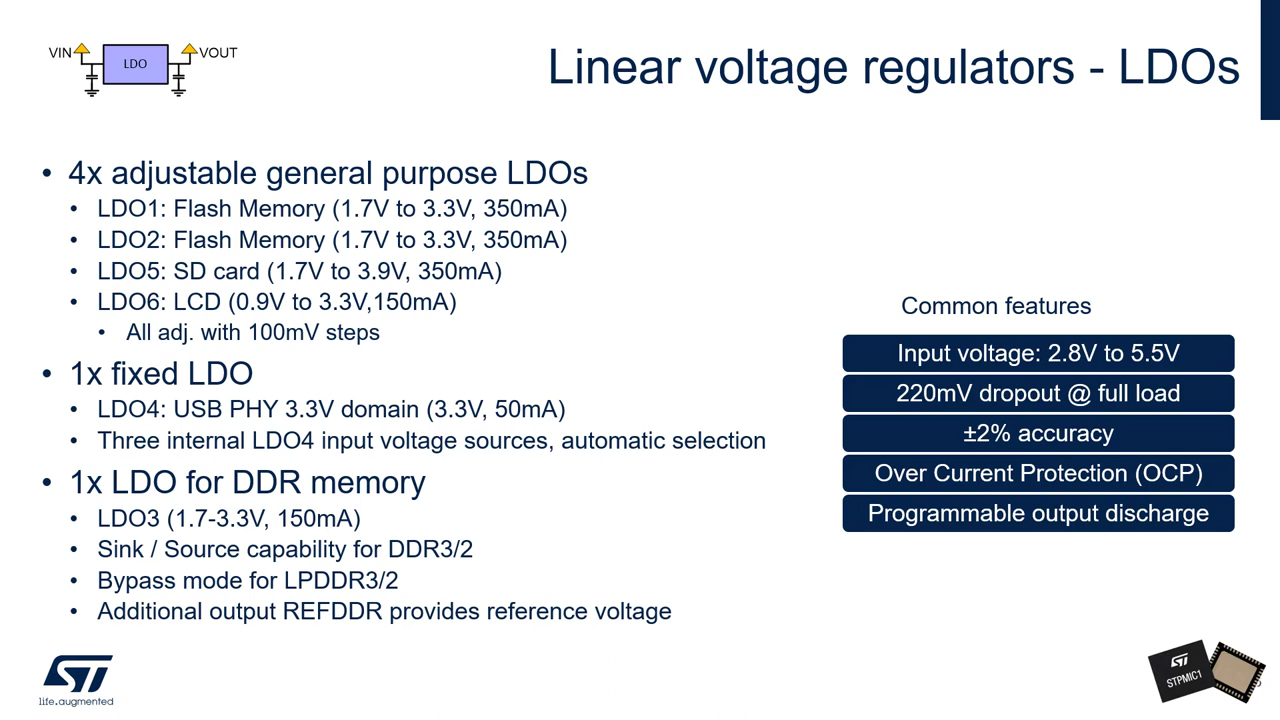 VIN
LDO
VOUT
Linear voltage regulators - LDOs
• 4x adjustable general purpose LDOs
• LDO1: Flash Memory (1.7V to 3.3V, 350mA)
• LDO2: Flash Memory (1.7V to 3.3V, 350mA)
• LDO5: SD card (1.7V to 3.9V, 350mA)
• LDO6: LCD (0.9V to 3.3V,150mA)
• All adj. with 100mV steps
• 1x fixed LDO
• LDO4: USB PHY 3.3V domain (3.3V, 50mA)
• Three internal LDO4 input voltage sources, automatic selection
• 1x LDO for DDR memory
• LDO3 (1.7-3.3V, 150mA)
• Sink / Source capability for DDR3/2
• Bypass mode for LPDDR3/2
• Additional output REFDDR provides reference voltage
Common features
Input voltage: 2.8V to 5.5V
220mV dropout @ full load
±2% accuracy
Over Current Protection (OCP)
Programmable output discharge
ST
life.augmented
ST
STPMIC1